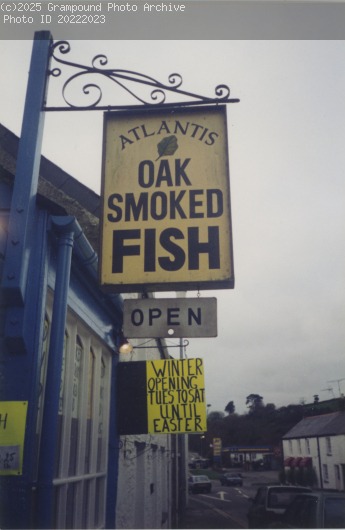 (c)2025 Grampound Photo Archive
Photo ID 20222023
ATLANTIS
OAK
SMOKED
FISH
OPEN
WINTER
OPENING
TUES TO SAT
UNTIL
EASTER
H
25